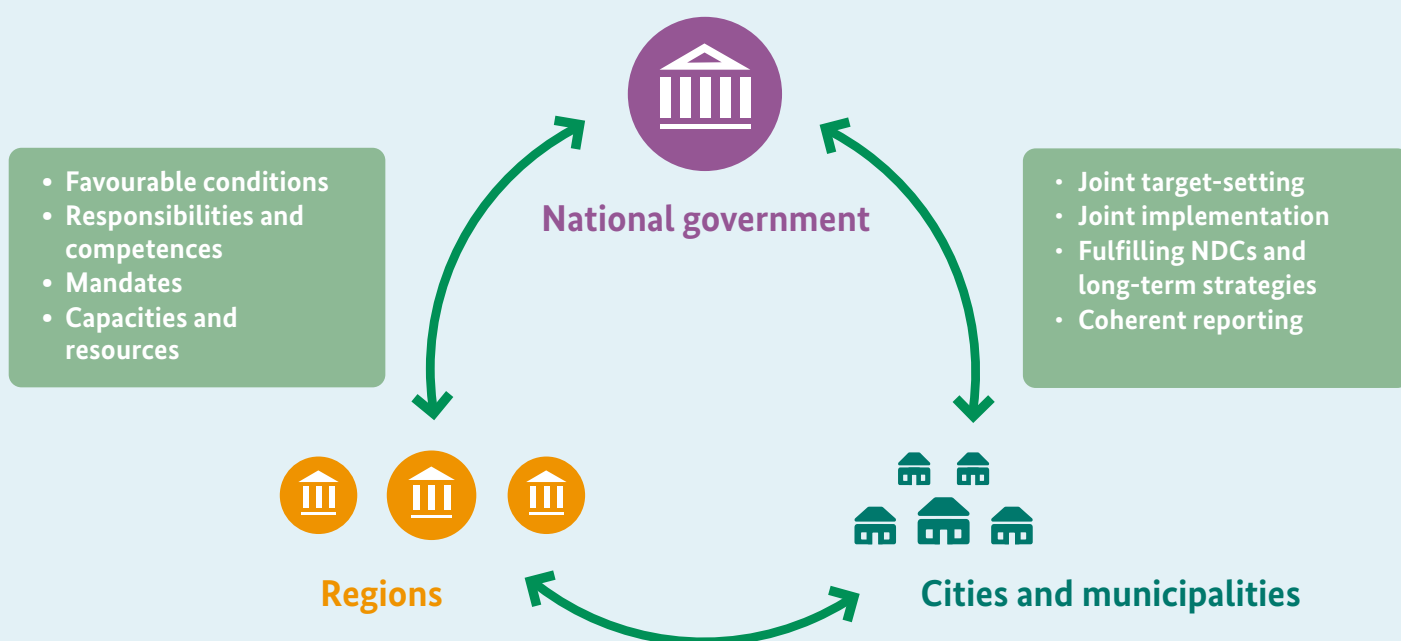 National government
• Favourable conditions
• Responsibilities and
competences
• Mandates
• Capacities and
resources
• Joint target-setting
• Joint implementation
• Fulfilling NDCs and
long-term strategies
• Coherent reporting
Regions
Cities and municipalities